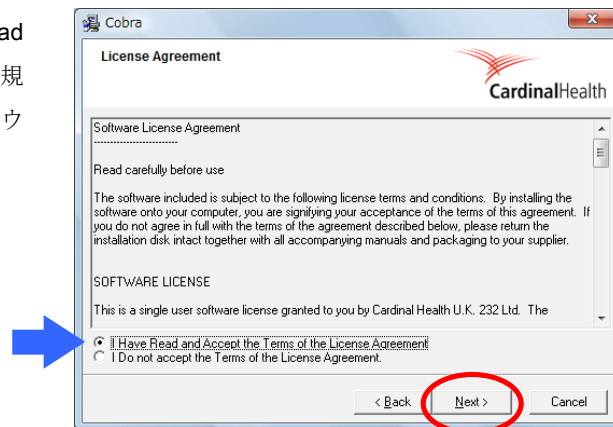 ad
規
ウ
Cobra
License Agreement
CardinalHealth
Software License Agreement
--------------------------
Read carefully before use
The software included is subject to the following license terms and conditions. By installing the
software onto your computer, you are signifying your acceptance of the terms of this agreement. If
you do not agree in full with the terms of the agreement described below, please return the
installation disk intact together with all accompanying manuals and packaging to your supplier.
SOFTWARE LICENSE
This is a single user software license granted to you by Cardinal Health U.K. 232 Ltd. The
I Have Read and Accept the Terms of the License Agreement
I Do not accept the Terms of the License Agreement.
< Back
Next >
Cancel